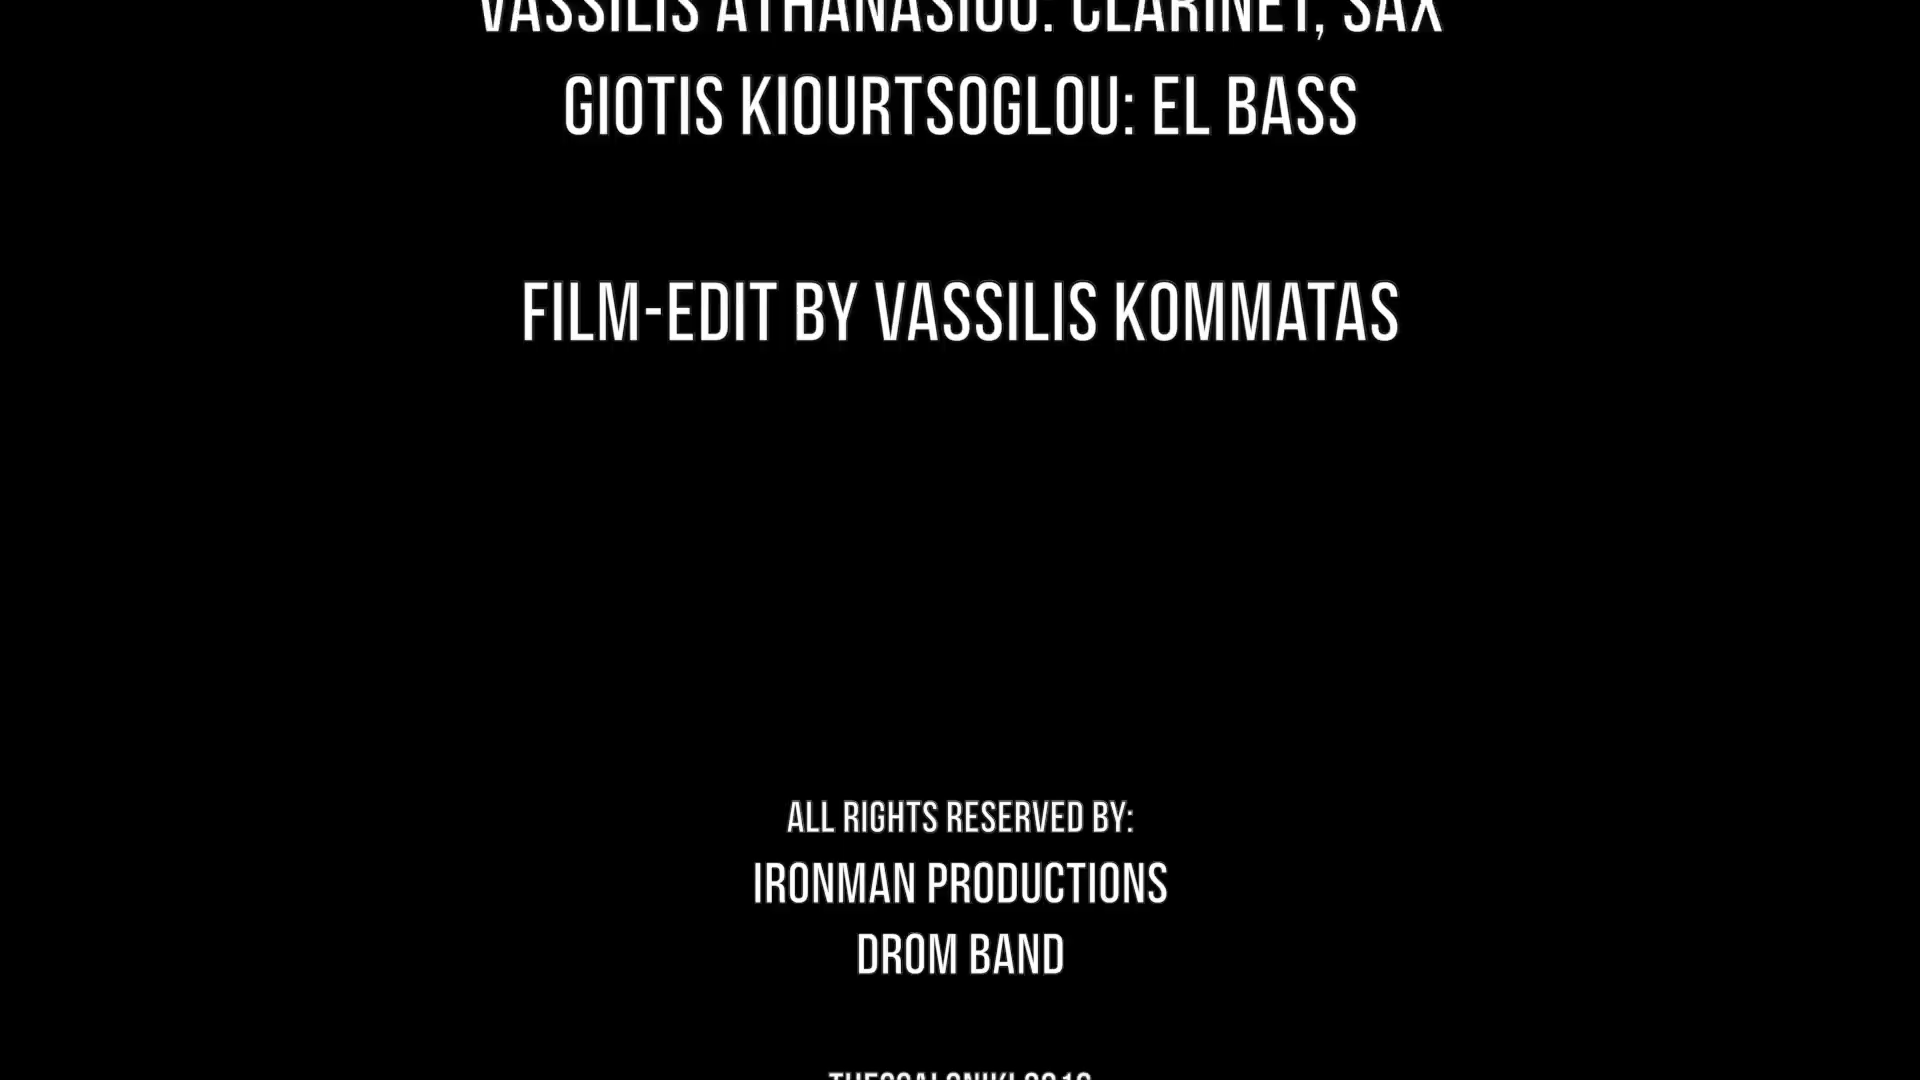 VASSILIS ATHANASIOU: CLARINET, SAX
GIOTIS KIOURTSOGLOU: EL BASS
FILM-EDIT BY VASSILIS KOMMATAS
ALL RIGHTS RESERVED BY:
IRONMAN PRODUCTIONS
DROM BAND
THESSALONIKI